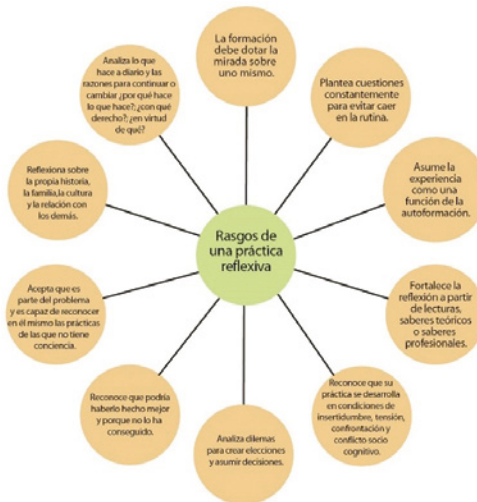 Rasgos de
una práctica
reflexiva
La formación
debe dotar la
mirada sobre
uno mismo.
Plantea cuestiones
constantemente
para evitar caer
en la rutina.
Asume la
experiencia
como una
función de la
autoformación.
Fortalece la
reflexión a partir
de lecturas,
saberes teóricos
o saberes
profesionales.
Reconoce que su
práctica se desarrolla
en condiciones de
insertidumbre, tensión,
confrontación y
conflicto socio
cognitivo.
Analiza dilemas
para crear elecciones
y asumir decisiones.
Reconoce que podría
haberlo hecho mejor
y porque no lo ha
conseguido.
Acepta que es
parte del problema
y es capaz de reconocer
en él mismo las prácticas
de las que no tiene
conciencia.
Reflexiona sobre
la propia historia,
la familia,la cultura
y la relación con
los demás.
Analiza lo que
hace a diario y las
razones para continuar o
cambiar ¿por qué hace
lo que hace?; ¿con qué
derecho?; ¿en virtud
de qué?